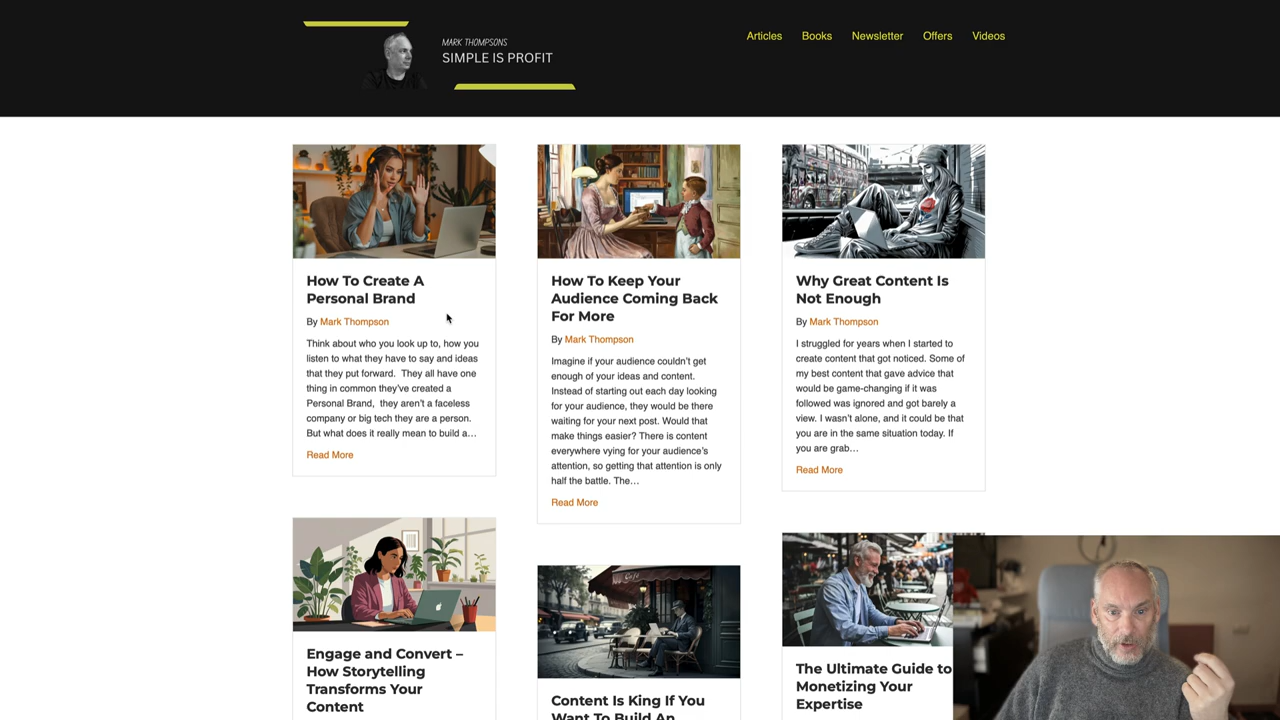 MARK THOMPSON'S
SIMPLE IS PROFIT
Articles
Books
Newsletter
Offers
Videos
How To Create A
Personal Brand
By Mark Thompson
Think about who you look up to, how you
listen to what they have to say and ideas
that they put forward.  They all have one
thing in common they've created a
Personal Brand,  they aren't a faceless
company or big tech they are a person.
But what does it really mean to build a…
Read More
How To Keep Your
Audience Coming Back
For More
By Mark Thompson
Imagine if your audience couldn't get
enough of your ideas and content.
Instead of starting out each day looking
for your audience, they would be there
waiting for your next post. Would that
make things easier? There is content
everywhere vying for your audience's
attention, so getting that attention is only
half the battle. The…
Read More
Why Great Content Is
Not Enough
By Mark Thompson
I struggled for years when I started to
create content that got noticed. Some of
my best content that gave advice that
would be game-changing if it was
followed was ignored and got barely a
view. I wasn't alone, and it could be that
you are in the same situation today. If
you are grab…
Read More
Engage and Convert –
How Storytelling
Transforms Your
Content
Content Is King If You
Want To Build An
The Ultimate Guide to
Monetizing Your
Expertise